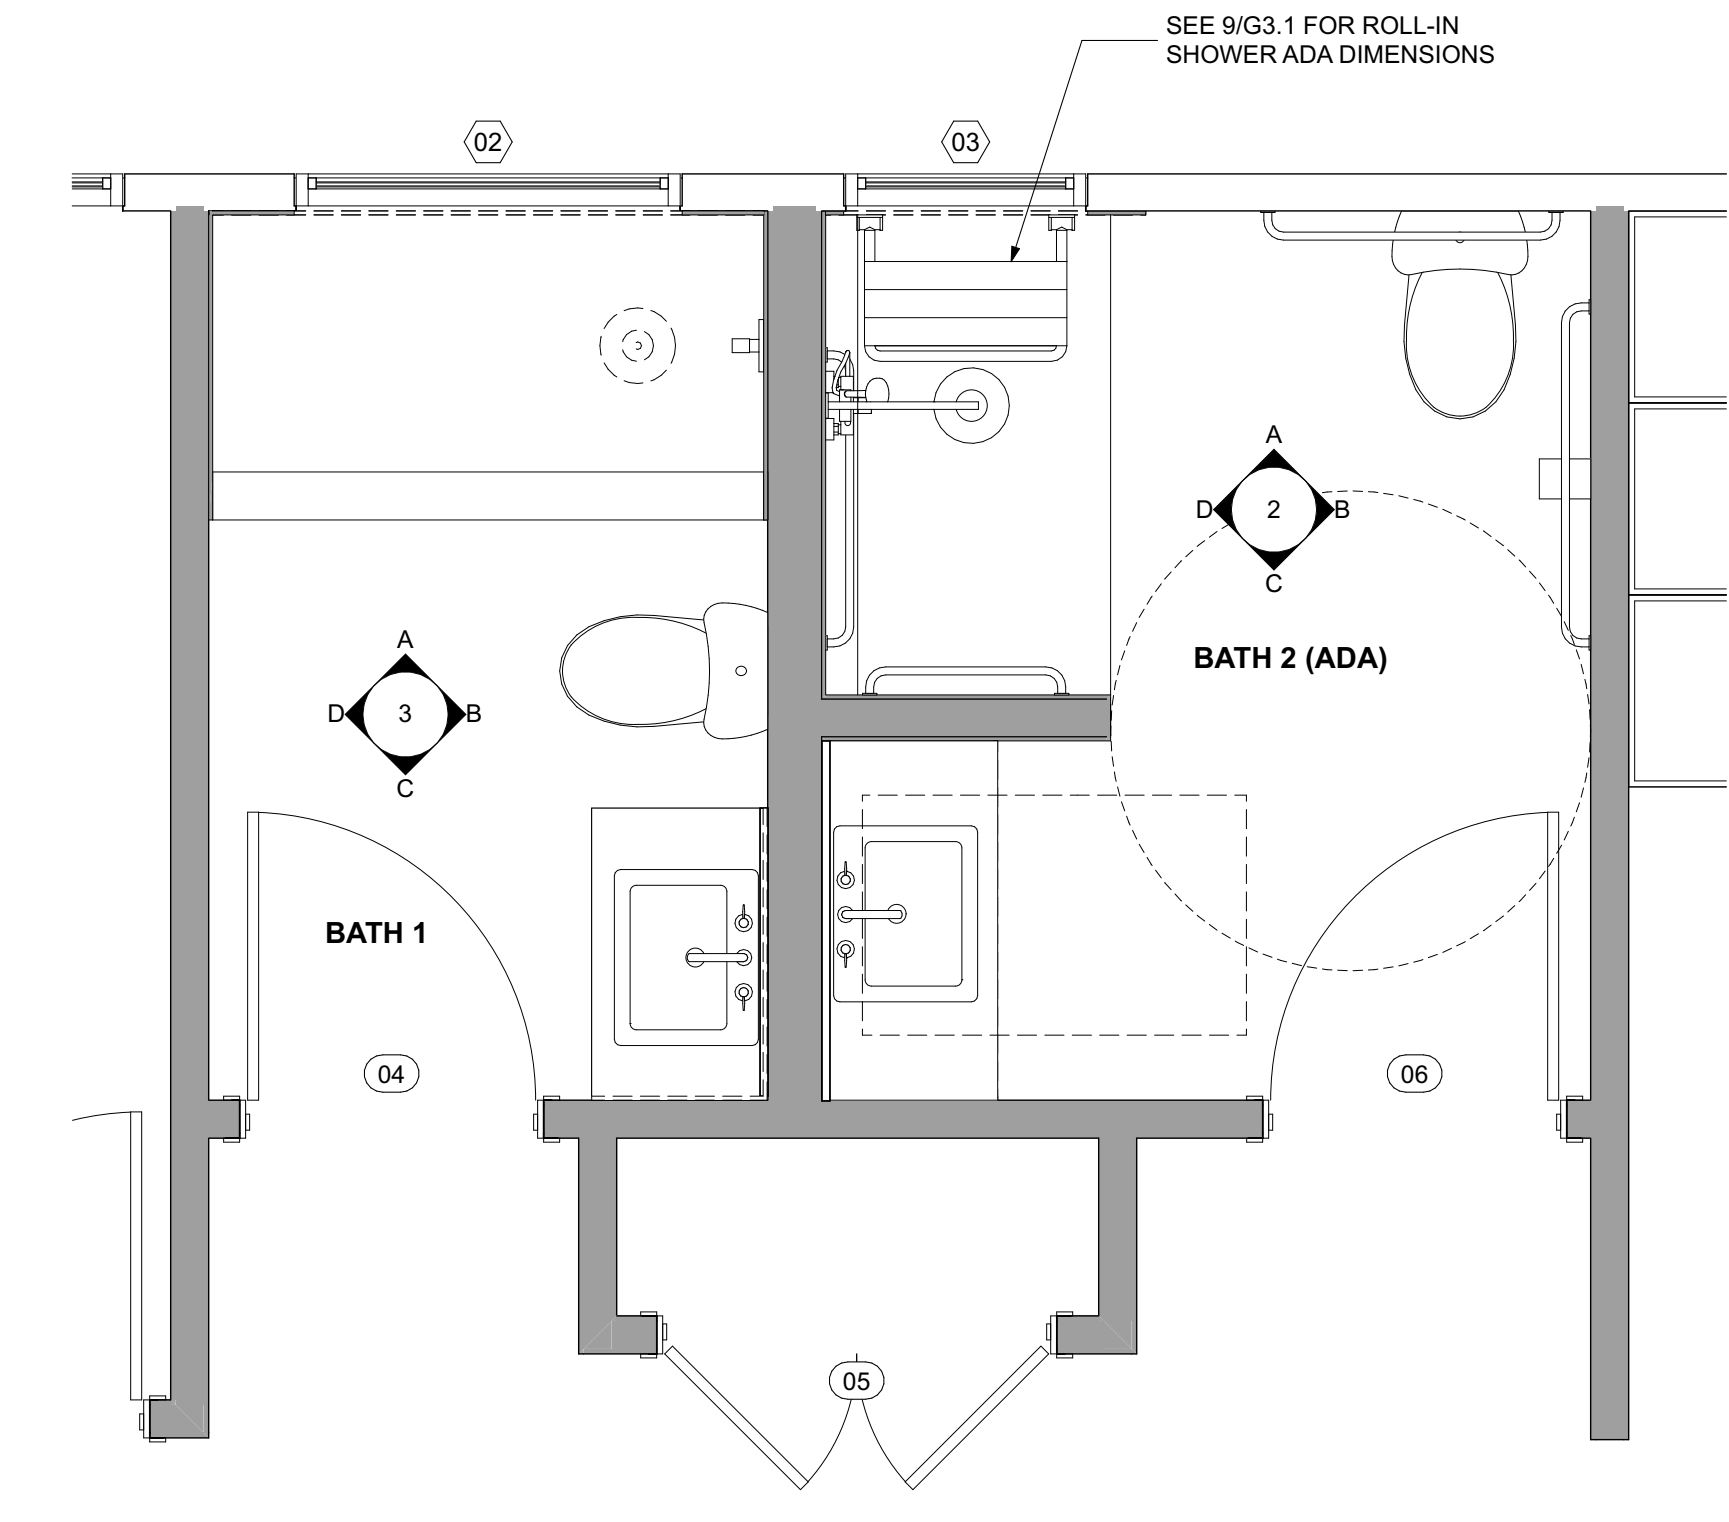 SEE 9/G3.1 FOR ROLL-IN
SHOWER ADA DIMENSIONS
02
03
A
D
2
B
C
A
D
3
B
C
BATH 2 (ADA)
BATH 1
04
06
05